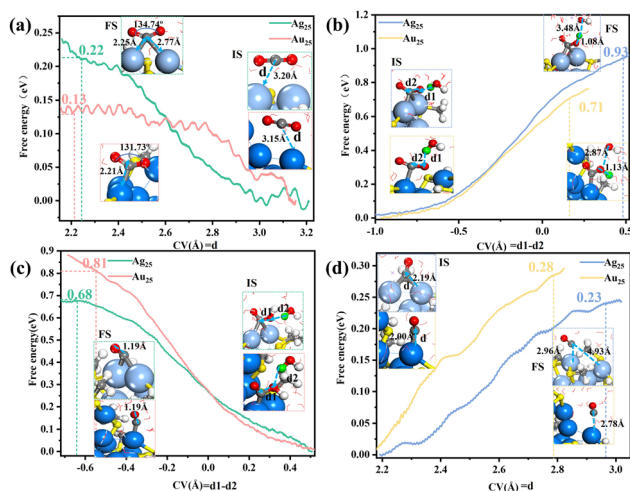 (a)
FS
134.74°
2.25Å
2.77Å
Ag25
Au25
0.22
0.13
IS
d
3.20Å
3.15Å
d
131.73°
2.21Å
Free energy (eV)
0.25
0.20
0.15
0.10
0.05
0.00
2.2 2.4 2.6 2.8 3.0 3.2
CV(Å)=d
(b)
Ag25
Au25
3.48Å
1.08Å
FS
0.93
0.71
IS
d2
d1
d2
d1
2.87Å
1.13Å
Free energy (eV)
1.0
0.8
0.6
0.4
0.2
0.0
-1.0 -0.5 0.0 0.5
CV(Å)=d1-d2
(c)
Ag25
Au25
0.81
0.68
IS
d1 d2
d2
d1
1.19Å
FS
1.19Å
Free energy(eV)
0.9
0.8
0.7
0.6
0.5
0.4
0.3
0.2
0.1
0.0
-0.6 -0.4 -0.2 0.0 0.2 0.4
CV(Å)=d1-d2
(d)
IS
2.19Å
d
2.00Å
d
Ag25
Au25
0.28
0.23
2.96Å
4.93Å
FS
2.78Å
Free energy(eV)
0.30
0.25
0.20
0.15
0.10
0.05
0.00
2.2 2.4 2.6 2.8 3.0
CV(Å)=d